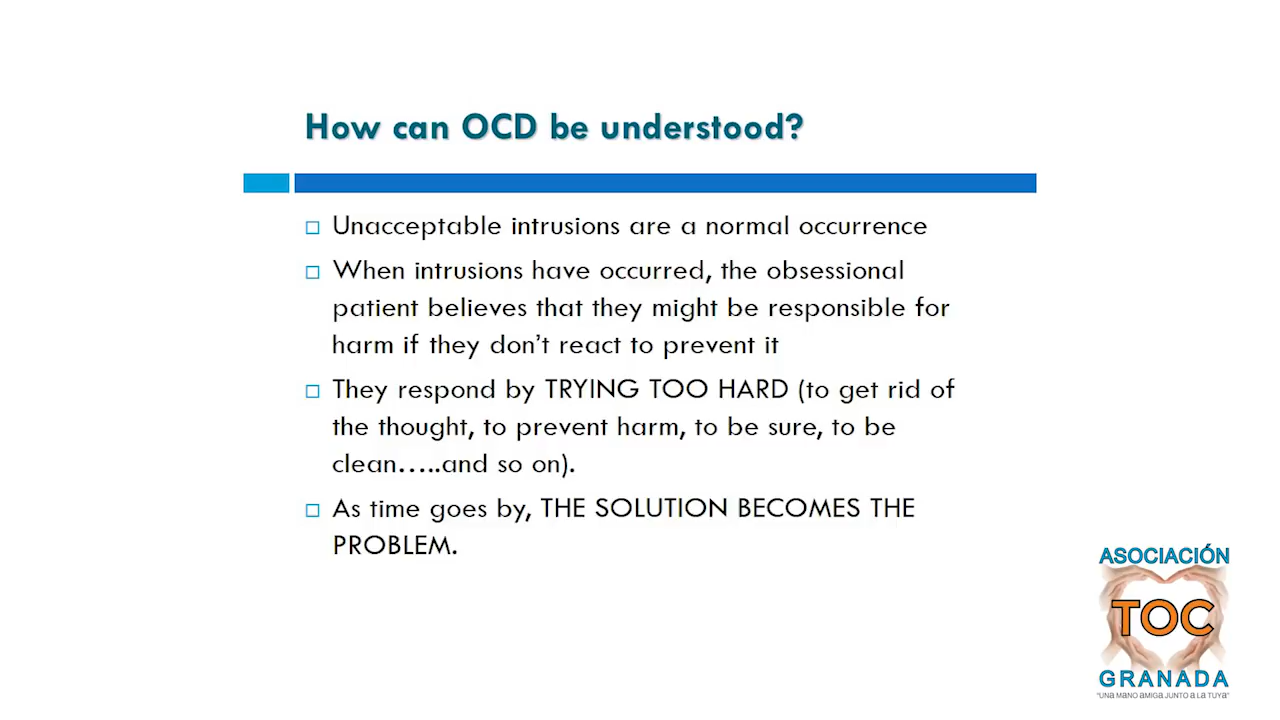 How can OCD be understood?
Unacceptable intrusions are a normal occurrence
When intrusions have occurred, the obsessional
patient believes that they might be responsible for
harm if they don't react to prevent it
They respond by TRYING TOO HARD (to get rid of
the thought, to prevent harm, to be sure, to be
clean…..and so on).
As time goes by, THE SOLUTION BECOMES THE
PROBLEM.
ASOCIACIÓN
TOC
GRANADA
"UNA MANO AMIGA JUNTO A LA TUYA"